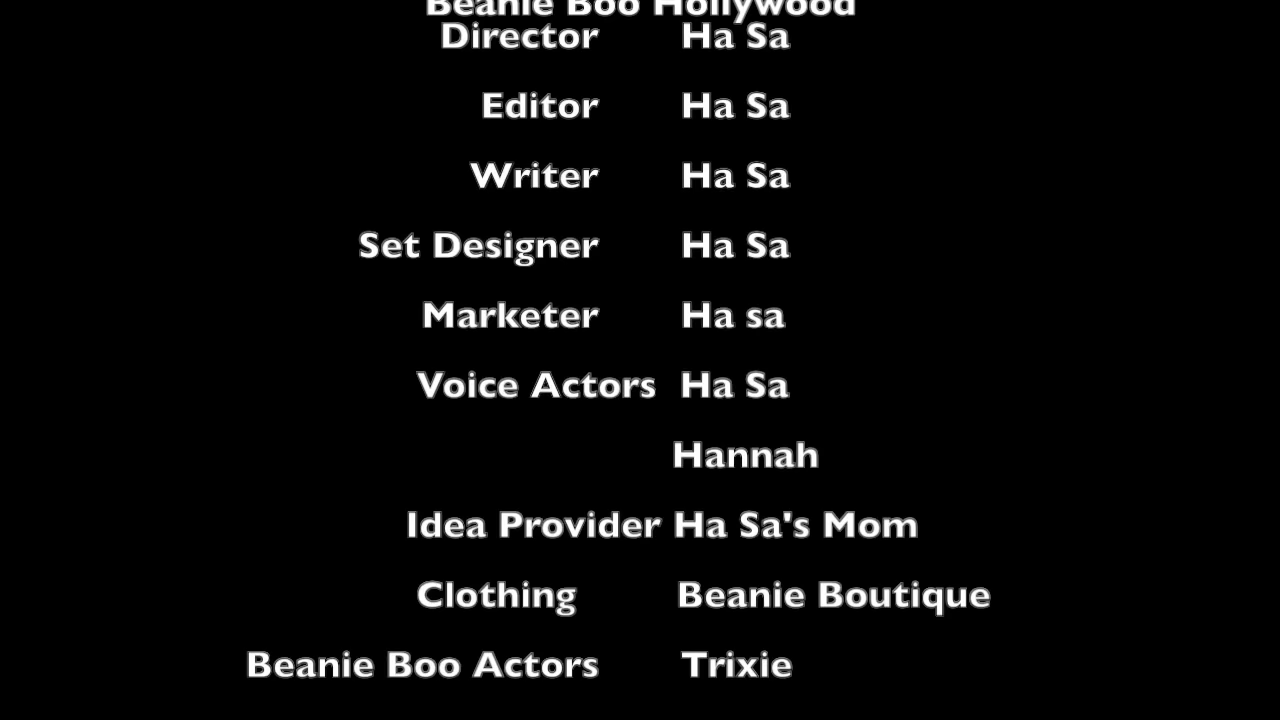 Beanie Boo Hollywood
Director Ha Sa
Editor Ha Sa
Writer Ha Sa
Set Designer Ha Sa
Marketer Ha sa
Voice Actors Ha Sa
Hannah
Idea Provider Ha Sa's Mom
Clothing Beanie Boutique
Beanie Boo Actors Trixie